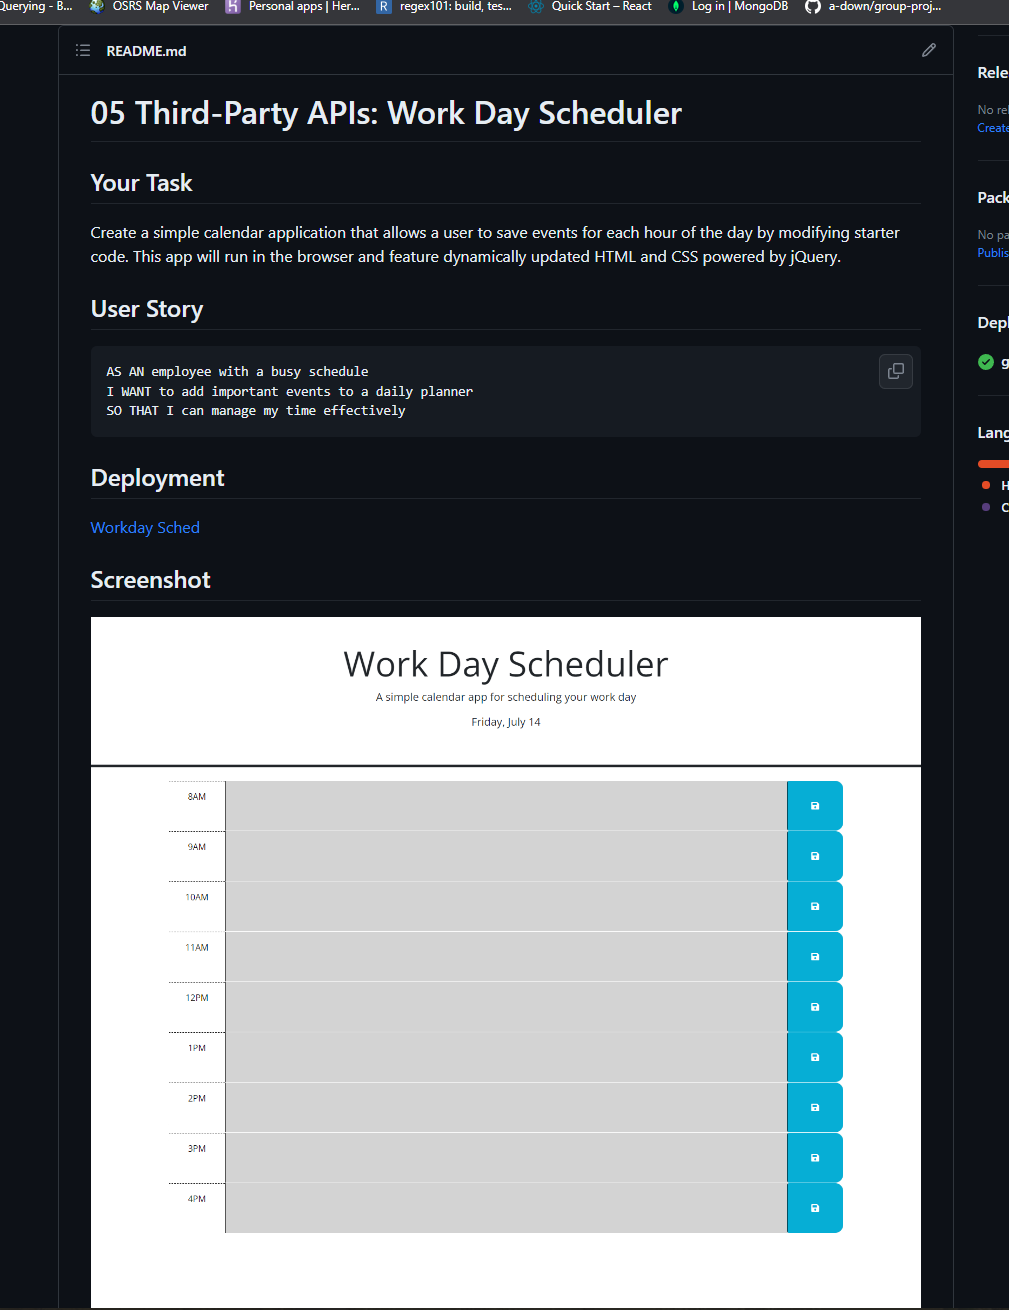 Querying - B...
OSRS Map Viewer
Personal apps | Her...
regex101: build, tes...
Quick Start – React
Log in | MongoDB
a-down/group-proj...
README.md
05 Third-Party APIs: Work Day Scheduler
Your Task
Create a simple calendar application that allows a user to save events for each hour of the day by modifying starter
code. This app will run in the browser and feature dynamically updated HTML and CSS powered by jQuery.
User Story
AS AN employee with a busy schedule
I WANT to add important events to a daily planner
SO THAT I can manage my time effectively
Deployment
Workday Sched
Screenshot
Work Day Scheduler
A simple calendar app for scheduling your work day
Friday, July 14
8AM
9AM
10AM
11AM
12PM
1PM
2PM
3PM
4PM
Rele
No rel
Create
Pack
No pa
Publis
Depl
g
Lang
H
C